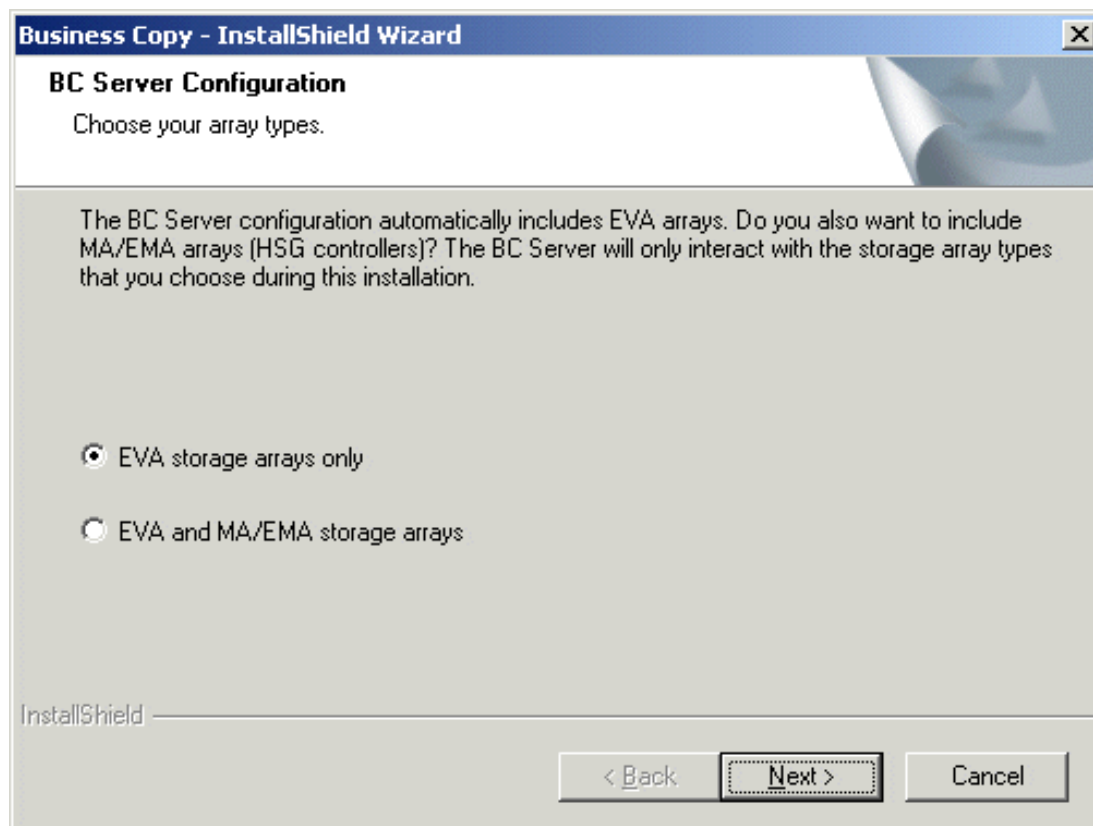 Business Copy - InstallShield Wizard
BC Server Configuration
Choose your array types.
The BC Server configuration automatically includes EVA arrays. Do you also want to include
MA/EMA arrays (HSG controllers)? The BC Server will only interact with the storage array types
that you choose during this installation.
EVA storage arrays only
EVA and MA/EMA storage arrays
InstallShield
< Back
Next >
Cancel